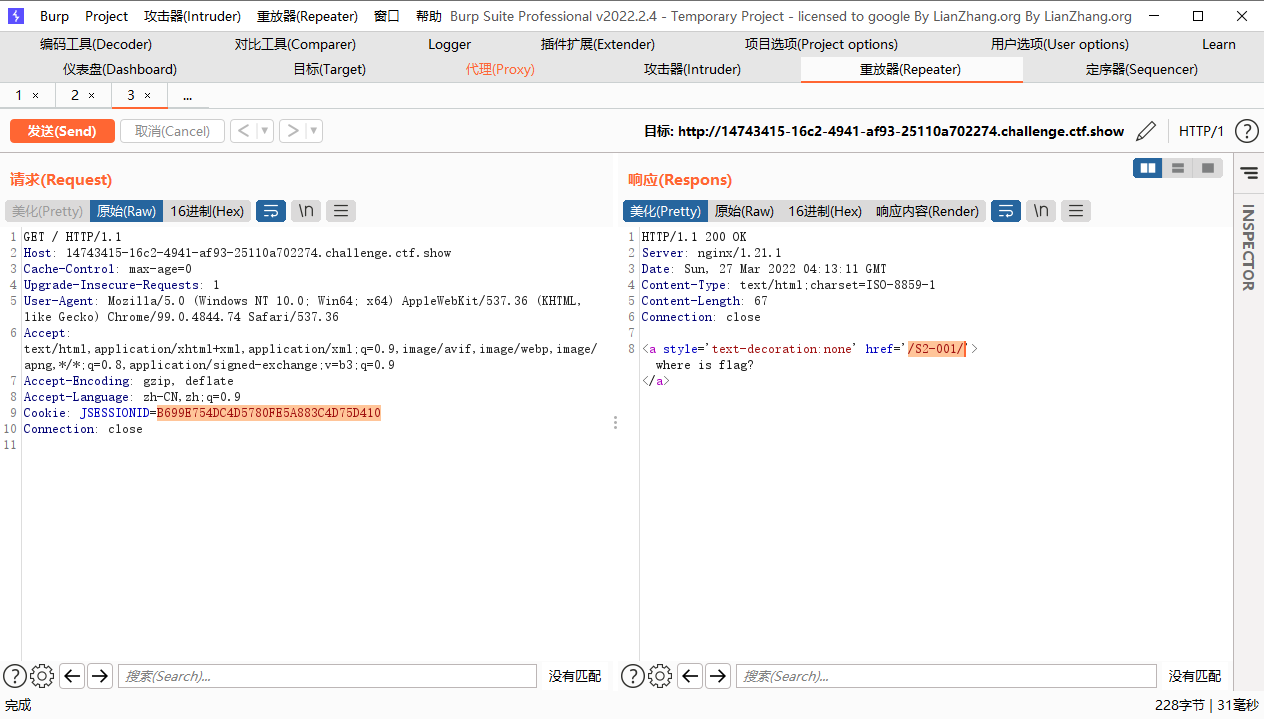 Burp Project 攻击器(Intruder) 重放器(Repeater) 窗口 帮助 Burp Suite Professional v2022.2.4 - Temporary Project - licensed to google By LianZhang.org By LianZhang.org
编码工具(Decoder) 对比工具(Comparer) Logger 插件扩展(Extender) 项目选项(Project options) 用户选项(User options) Learn
仪表盘(Dashboard) 目标(Target) 代理(Proxy) 攻击器(Intruder) 重放器(Repeater) 定序器(Sequencer)
1 × 2 × 3 × ...
发送(Send) 取消(Cancel) < ▼ > ▼ 目标: http://14743415-16c2-4941-af93-25110a702274.challenge.ctf.show HTTP/1 ?
请求(Request)
美化(Pretty) 原始(Raw) 16进制(Hex) \n
1 GET / HTTP/1.1
2 Host: 14743415-16c2-4941-af93-25110a702274.challenge.ctf.show
3 Cache-Control: max-age=0
4 Upgrade-Insecure-Requests: 1
5 User-Agent: Mozilla/5.0 (Windows NT 10.0; Win64; x64) AppleWebKit/537.36 (KHTML,
like Gecko) Chrome/99.0.4844.74 Safari/537.36
6 Accept:
text/html,application/xhtml+xml,application/xml;q=0.9,image/avif,image/webp,image/
apng,*/*;q=0.8,application/signed-exchange;v=b3;q=0.9
7 Accept-Encoding: gzip, deflate
8 Accept-Language: zh-CN,zh;q=0.9
9 Cookie: JSESSIONID=B699E754DC4D5780FE5A883C4D75D410
10 Connection: close
11
响应(Respons)
美化(Pretty) 原始(Raw) 16进制(Hex) 响应内容(Render) \n
1 HTTP/1.1 200 OK
2 Server: nginx/1.21.1
3 Date: Sun, 27 Mar 2022 04:13:11 GMT
4 Content-Type: text/html;charset=ISO-8859-1
5 Content-Length: 67
6 Connection: close
7
8 <a style='text-decoration:none' href='/S2-001/'>
where is flag?
</a>
INSPECTOR
? 搜索(Search)... 没有匹配
? 搜索(Search)... 没有匹配
完成 228字节 | 31毫秒